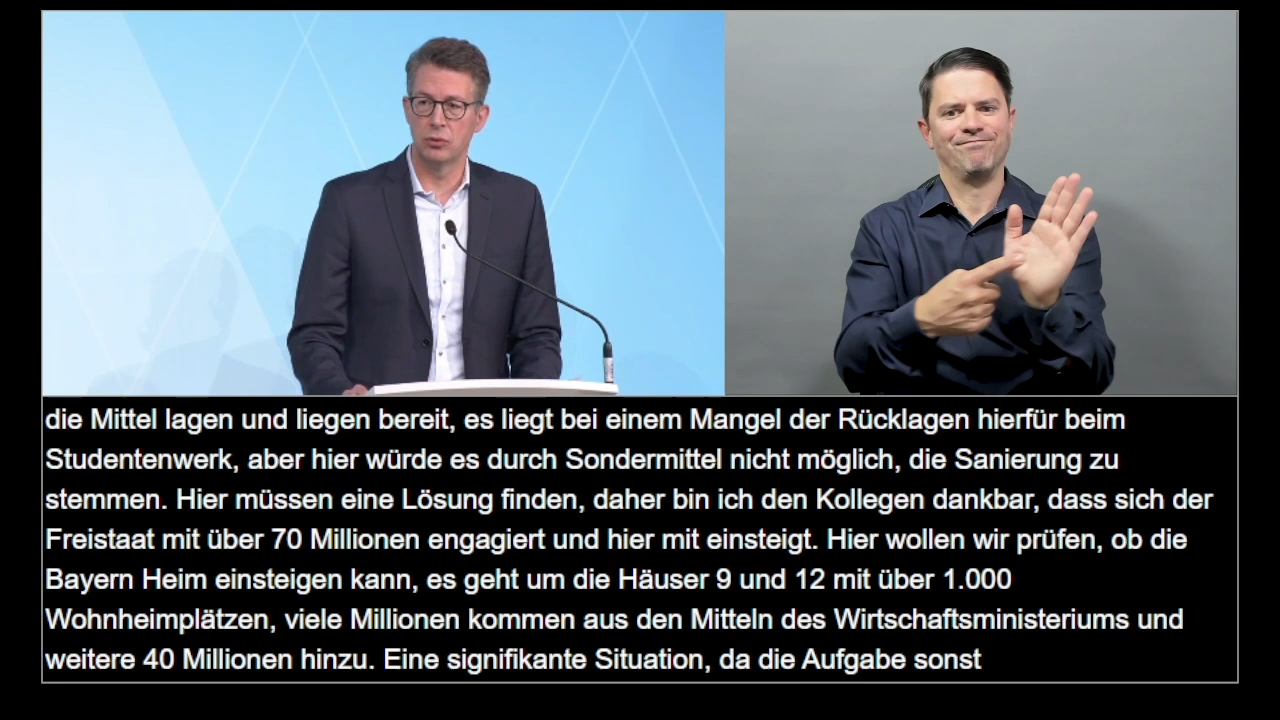 die Mittel lagen und liegen bereit, es liegt bei einem Mangel der Rücklagen hierfür beim
Studentenwerk, aber hier würde es durch Sondermittel nicht möglich, die Sanierung zu
stemmen. Hier müssen eine Lösung finden, daher bin ich den Kollegen dankbar, dass sich der
Freistaat mit über 70 Millionen engagiert und hier mit einsteigt. Hier wollen wir prüfen, ob die
Bayern Heim einsteigen kann, es geht um die Häuser 9 und 12 mit über 1.000
Wohnheimplätzen, viele Millionen kommen aus den Mitteln des Wirtschaftsministeriums und
weitere 40 Millionen hinzu. Eine signifikante Situation, da die Aufgabe sonst